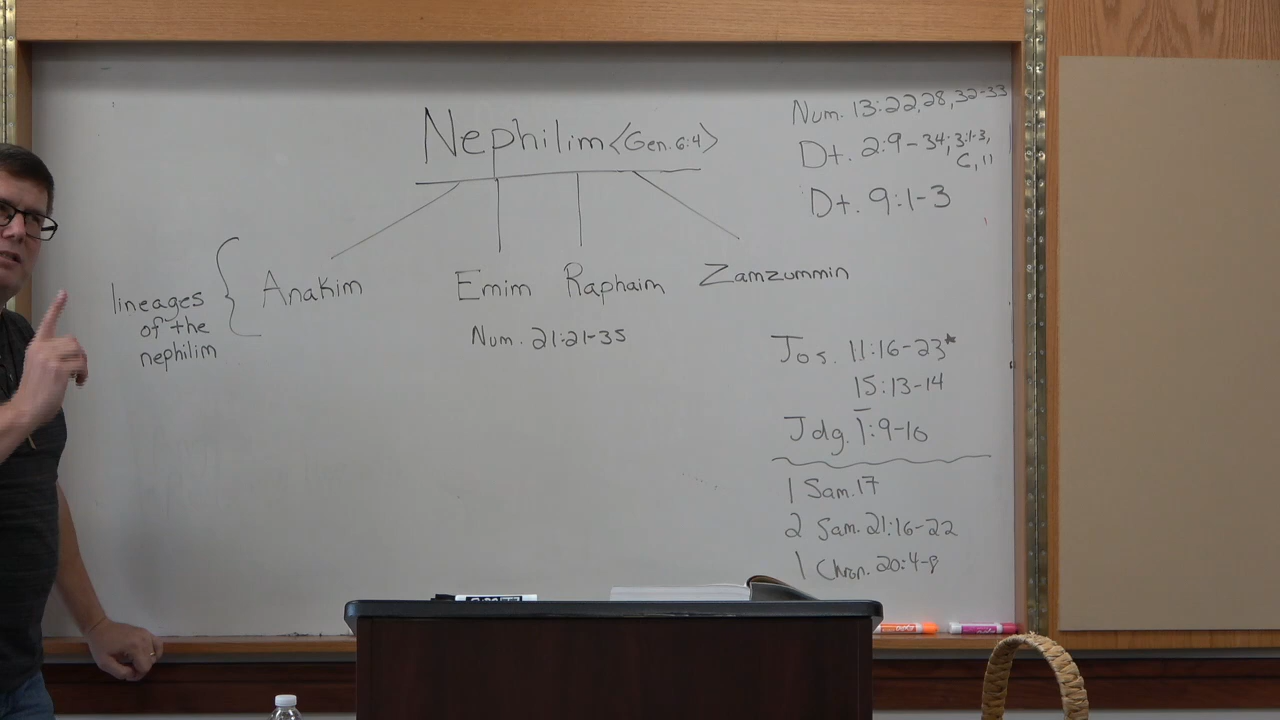 Nephilim <Gen. 6:4>
lineages
of the
nephilim
Anakim
Emim
Raphaim
Zamzummin
Num. 21:21-35
Num. 13:22,28,32-33
Dt. 2:9-34; 3:1-3,
6, 11
Dt. 9:1-3
Jos. 11:16-23*
15:13-14
Jdg. 1:9-10
1 Sam. 17
2 Sam. 21:16-22
1 Chron. 20:4-8